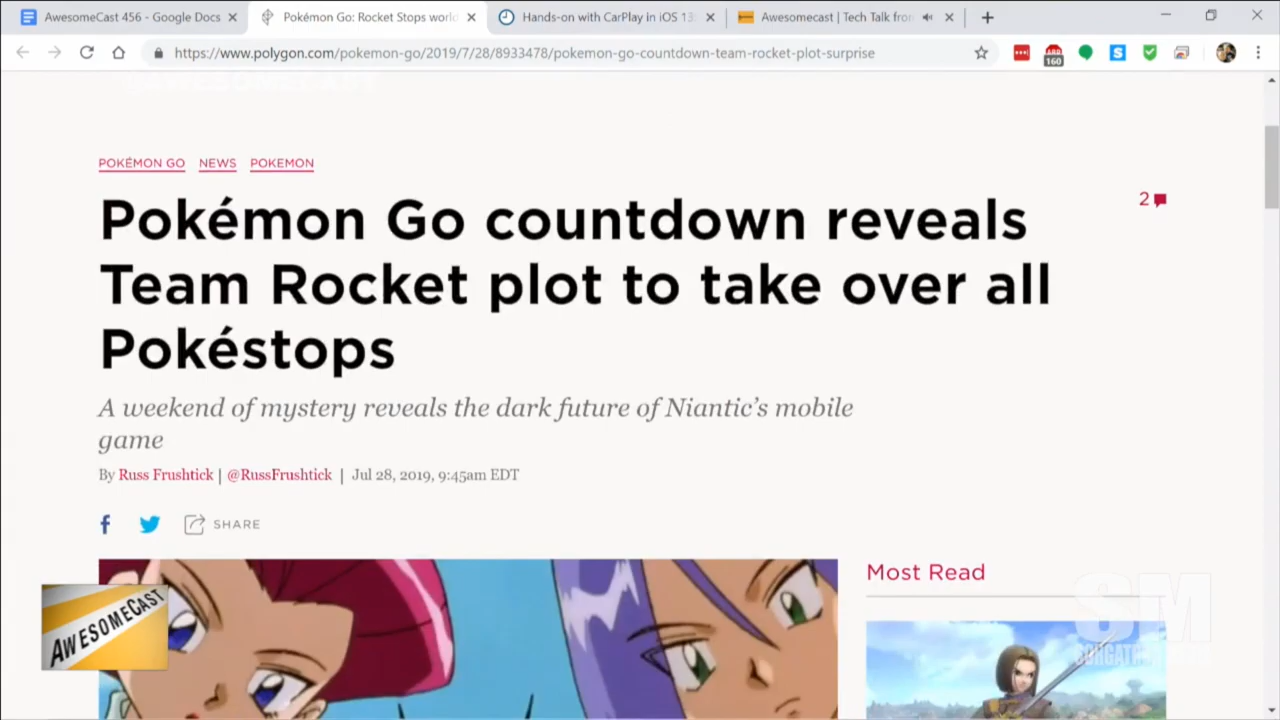 AwesomeCast 456 - Google Docs
Pokémon Go: Rocket Stops world
Hands-on with CarPlay in iOS 13:
Awesomecast | Tech Talk from
https://www.polygon.com/pokemon-go/2019/7/28/8933478/pokemon-go-countdown-team-rocket-plot-surprise
160
POKÉMON GO NEWS POKEMON
Pokémon Go countdown reveals
Team Rocket plot to take over all
Pokéstops
2
A weekend of mystery reveals the dark future of Niantic's mobile
game
By Russ Frushtick | @RussFrushtick | Jul 28, 2019, 9:45am EDT
SHARE
Most Read
AWESOMECAST
SM